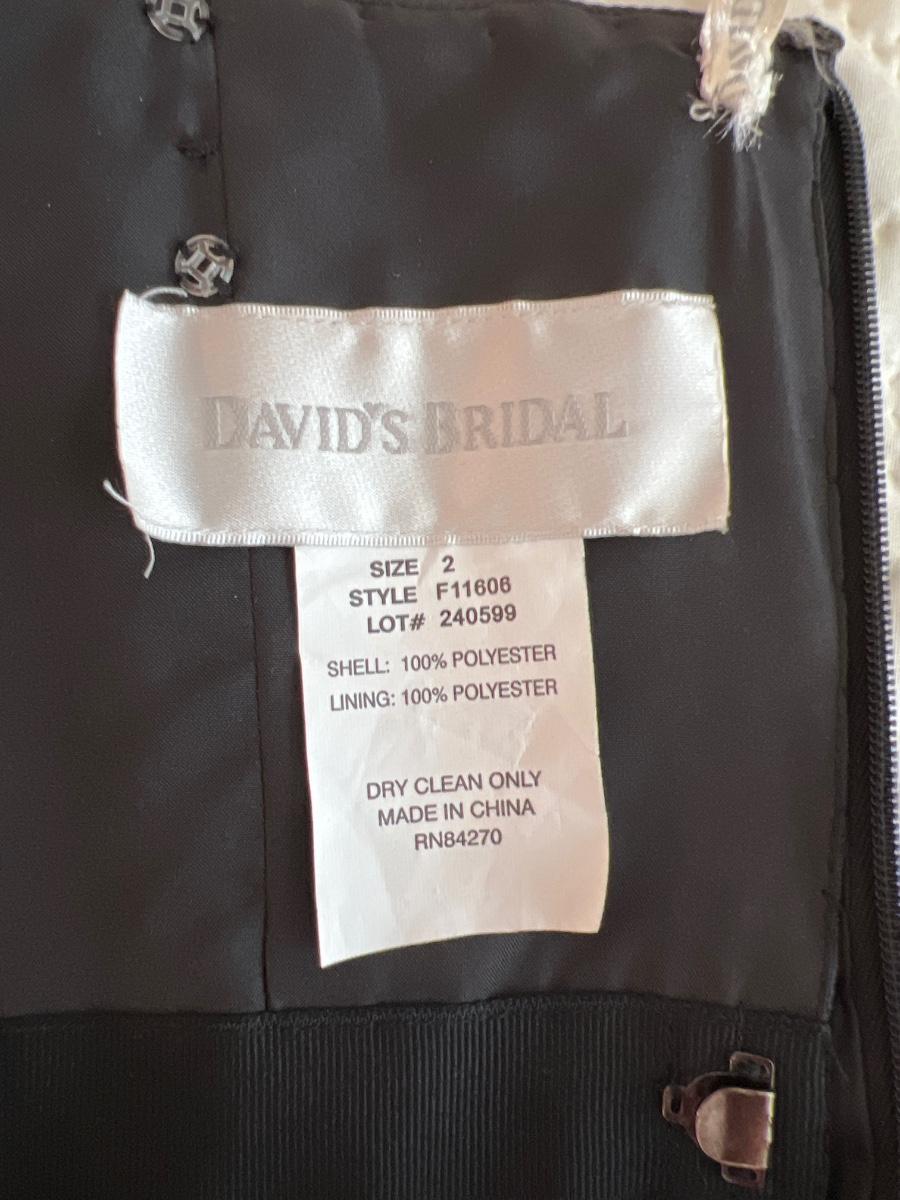 DAVID'S BRIDAL
SIZE 2
STYLE F11606
LOT# 240599
SHELL: 100% POLYESTER
LINING: 100% POLYESTER
DRY CLEAN ONLY
MADE IN CHINA
RN84270